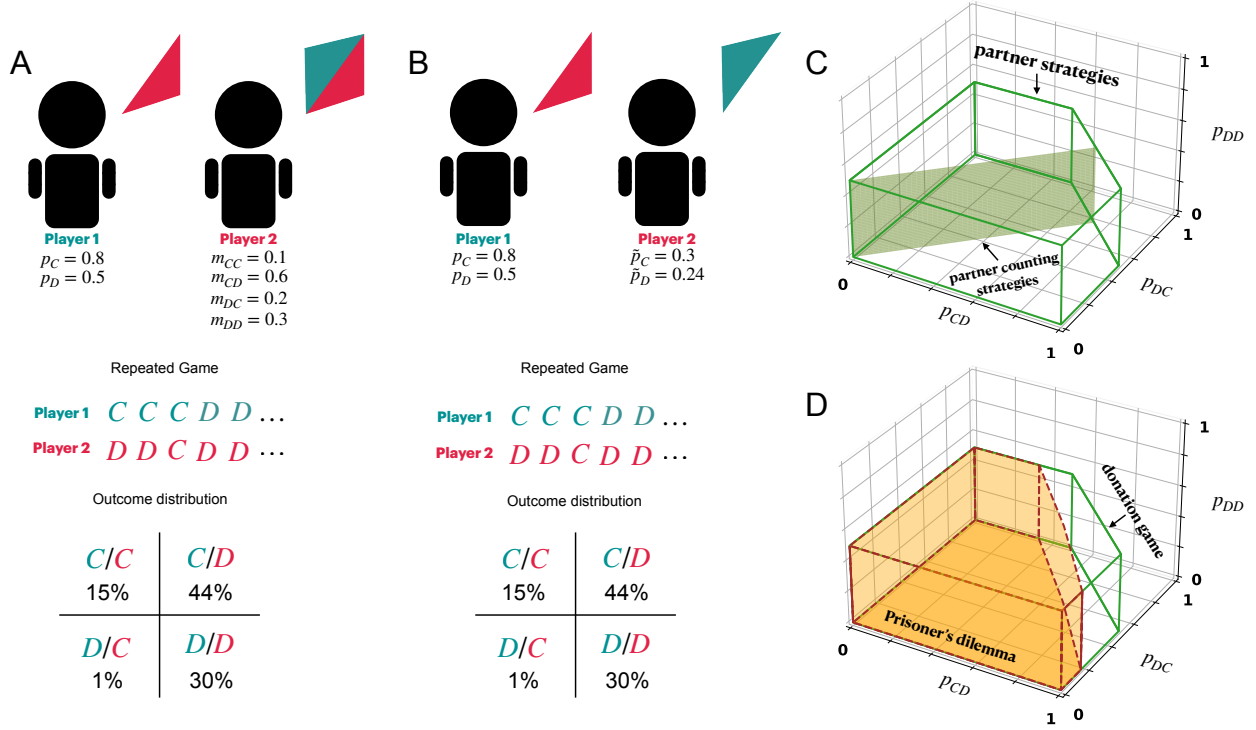 A
Player 1
p_C = 0.8
p_D = 0.5
Player 2
m_CC = 0.1
m_CD = 0.6
m_DC = 0.2
m_DD = 0.3
Repeated Game
Player 1 C C C D D ...
Player 2 D D C D D ...
Outcome distribution
C/C C/D
15% 44%
D/C D/D
1% 30%
B
Player 1
p_C = 0.8
p_D = 0.5
Player 2
p̃_C = 0.3
p̃_D = 0.24
Repeated Game
Player 1 C C C D D ...
Player 2 D D C D D ...
Outcome distribution
C/C C/D
15% 44%
D/C D/D
1% 30%
C
partner strategies
partner counting
strategies
1
p_DD
0
1
p_DC
0
p_CD
1 0
D
donation game
Prisoner's dilemma
1
p_DD
0
1
p_DC
0
p_CD
1 0